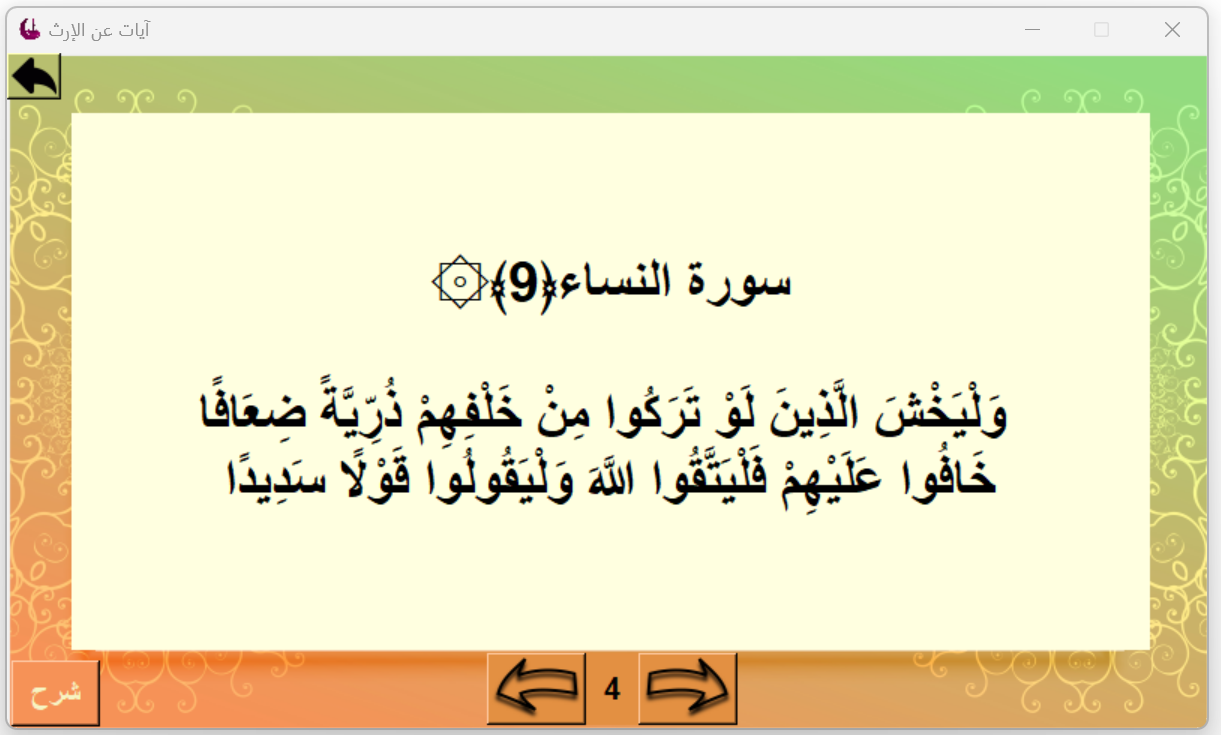 آيات عن الإرث
سورة النساء﴿9﴾۞
وَلْيَخْشَ الَّذِينَ لَوْ تَرَكُوا مِنْ خَلْفِهِمْ ذُرِّيَّةً ضِعَافًا
خَافُوا عَلَيْهِمْ فَلْيَتَّقُوا اللَّهَ وَلْيَقُولُوا قَوْلًا سَدِيدًا
4
شرح